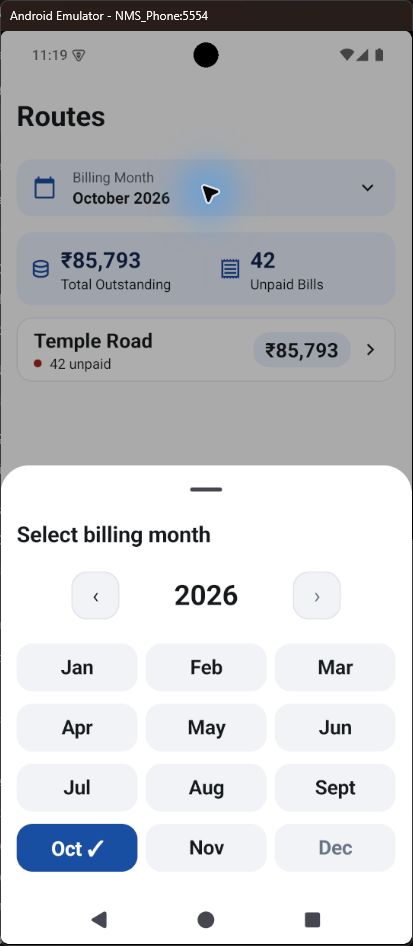 Android Emulator - NMS_Phone:5554
11:19
Routes
Billing Month
October 2026
₹85,793
Total Outstanding
42
Unpaid Bills
Temple Road
42 unpaid
₹85,793
Select billing month
‹ 2026 ›
Jan Feb Mar
Apr May Jun
Jul Aug Sept
Oct ✓ Nov Dec